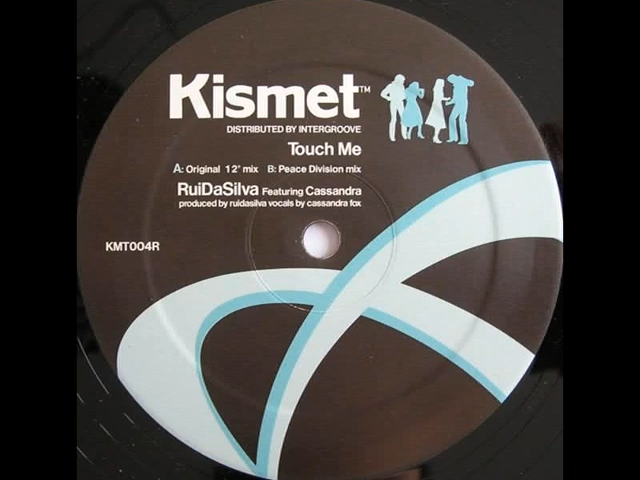 Kismet™
DISTRIBUTED BY INTERGROOVE
Touch Me
A: Original 12" mix B: Peace Division mix
RuiDaSilva Featuring Cassandra
produced by ruidasilva vocals by cassandra fox
KMT004R